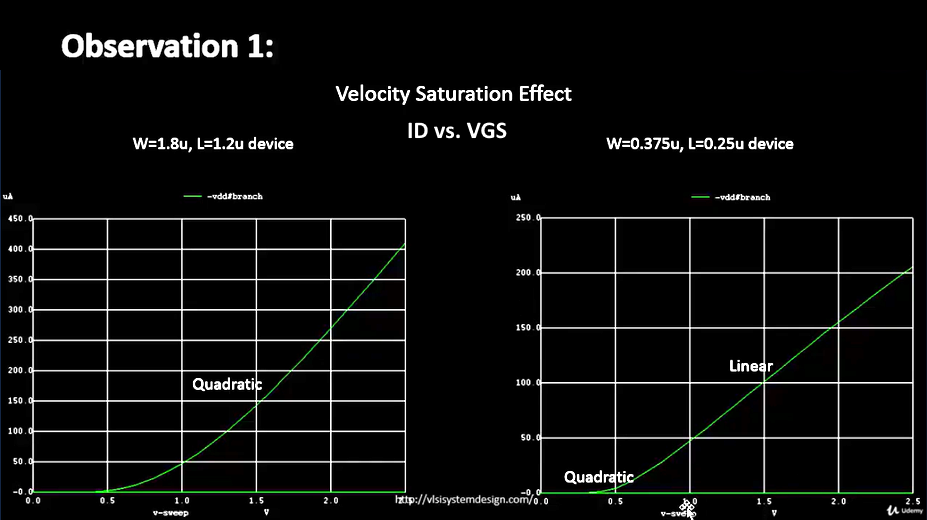 Observation 1:
Velocity Saturation Effect
ID vs. VGS
W=1.8u, L=1.2u device
uA
-vdd#branch
450.0
400.0
350.0
300.0
250.0
200.0
150.0
100.0
50.0
-0.0
Quadratic
0.0 0.5 1.0 1.5 2.0
v-sweep V
W=0.375u, L=0.25u device
uA
-vdd#branch
250.0
200.0
150.0
100.0
50.0
-0.0
Linear
Quadratic
0.0 0.5 1.0 1.5 2.0 2.5
v-sweep V
http://vlsisystemdesign.com/
Udemy